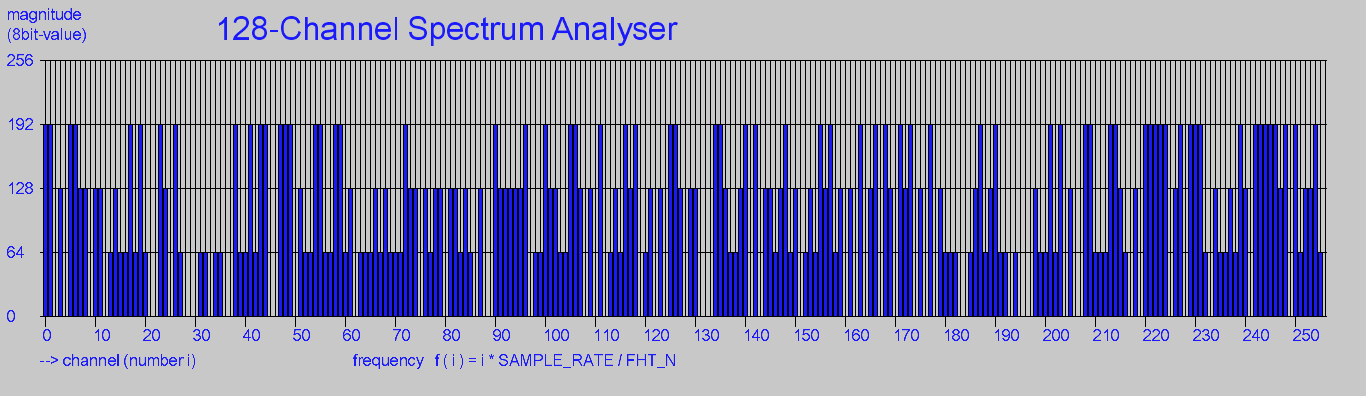 magnitude
(8bit-value)
128-Channel Spectrum Analyser
256
192
128
64
0
0 10 20 30 40 50 60 70 80 90 100 110 120 130 140 150 160 170 180 190 200 210 220 230 240 250
--> channel (number i)
frequency f ( i ) = i * SAMPLE_RATE / FHT_N